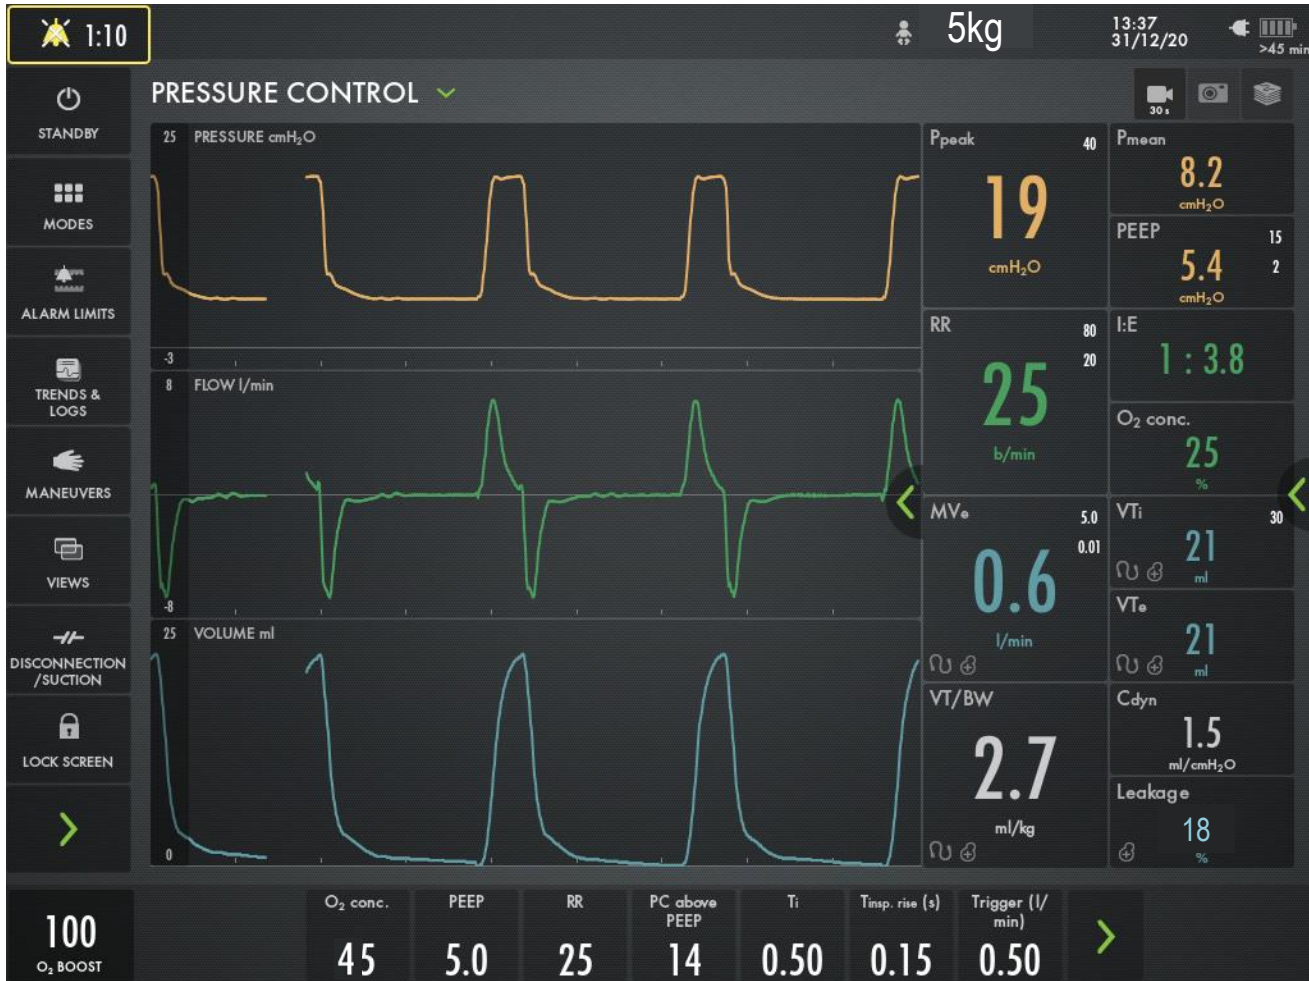 1:10
5kg
13:37
31/12/20
>45 min
STANDBY
MODES
ALARM LIMITS
TRENDS &
LOGS
MANEUVERS
VIEWS
DISCONNECTION
/SUCTION
LOCK SCREEN
PRESSURE CONTROL
30 s
25 PRESSURE cmH₂O
-3
8 FLOW l/min
-8
25 VOLUME ml
0
Ppeak 40
19
cmH₂O
RR 80
20
25
b/min
MVe 5.0
0.01
0.6
l/min
VT/BW
2.7
ml/kg
Pmean
8.2
cmH₂O
PEEP 15
5.4 2
cmH₂O
I:E
1 : 3.8
O₂ conc.
25
%
VTi 30
21
ml
VTe
21
ml
Cdyn
1.5
ml/cmH₂O
Leakage
18
%
100
O₂ BOOST
O₂ conc.
45
PEEP
5.0
RR
25
PC above
PEEP
14
Ti
0.50
Tinsp. rise (s)
0.15
Trigger (l/
min)
0.50